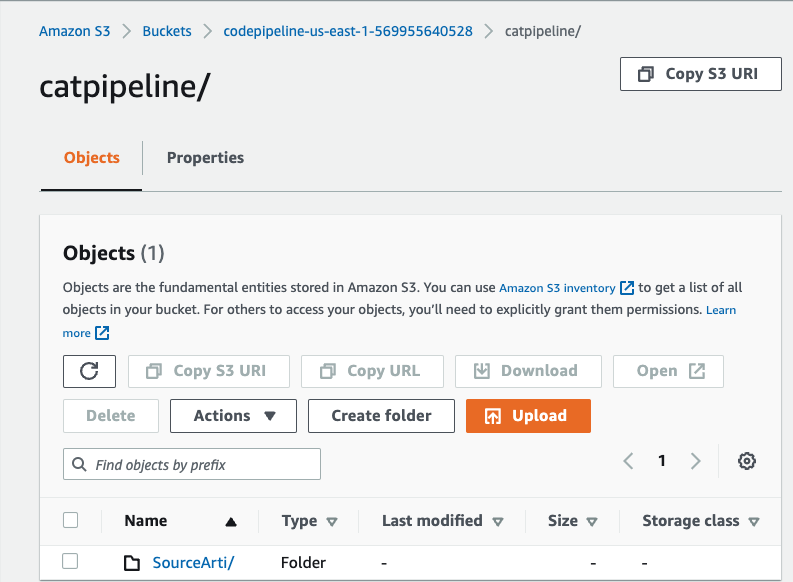 Amazon S3 > Buckets > codepipeline-us-east-1-569955640528 > catpipeline/
catpipeline/
Copy S3 URI
Objects
Properties
Objects (1)
Objects are the fundamental entities stored in Amazon S3. You can use Amazon S3 inventory to get a list of all
objects in your bucket. For others to access your objects, you’ll need to explicitly grant them permissions. Learn
more
Copy S3 URI
Copy URL
Download
Open
Delete
Actions
Create folder
Upload
Find objects by prefix
1
Name Type Last modified Size Storage class
SourceArti/ Folder - - -